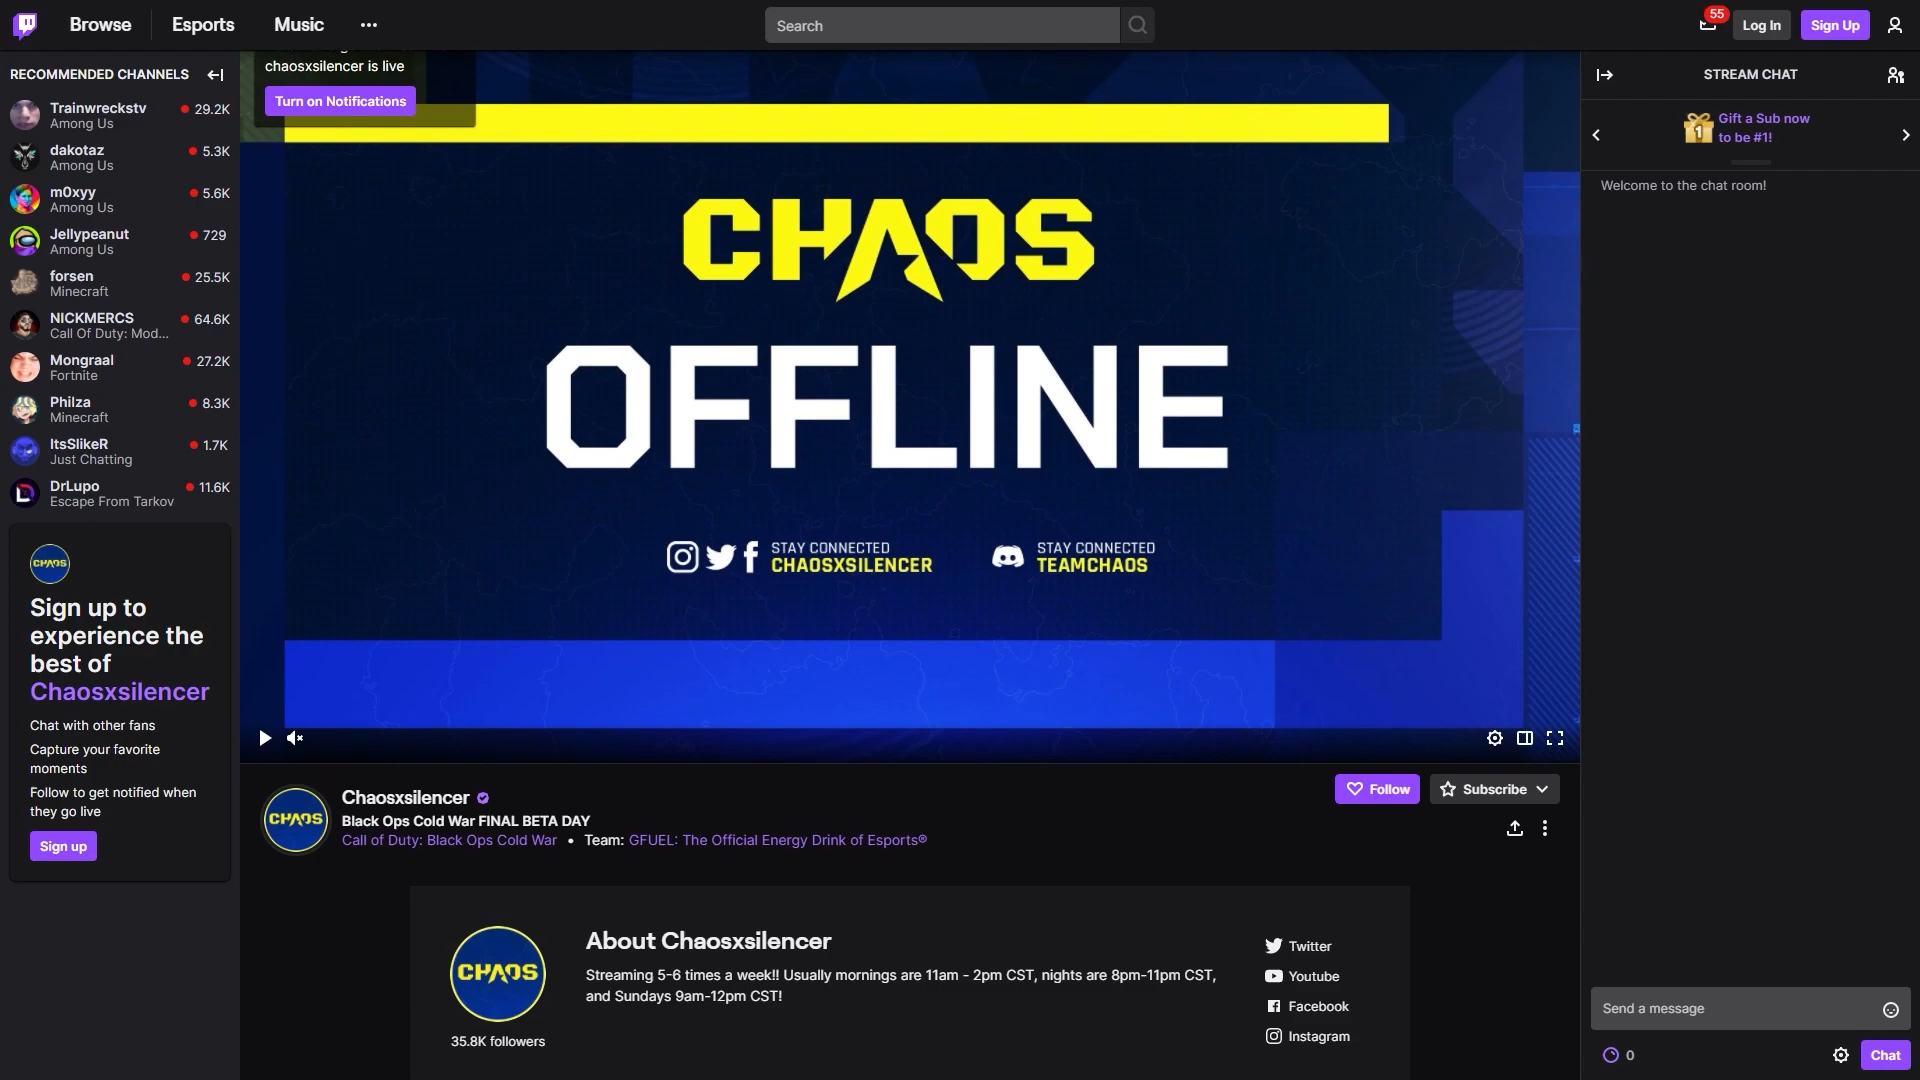 Browse
Esports
Music
Search
55
Log In
Sign Up
RECOMMENDED CHANNELS
Trainwreckstv
29.2K
Among Us
dakotaz
5.3K
Among Us
m0xyy
5.6K
Among Us
Jellypeanut
729
Among Us
forsen
25.5K
Minecraft
NICKMERCS
64.6K
Call Of Duty: Mod...
Mongraal
27.2K
Fortnite
Philza
8.3K
Minecraft
ItsSlikeR
1.7K
Just Chatting
DrLupo
11.6K
Escape From Tarkov
CHAOS
Sign up to
experience the
best of
Chaosxsilencer
Chat with other fans
Capture your favorite
moments
Follow to get notified when
they go live
Sign up
chaosxsilencer is live
Turn on Notifications
CHAOS
OFFLINE
STAY CONNECTED
CHAOSXSILENCER
STAY CONNECTED
TEAMCHAOS
CHAOS
Chaosxsilencer
Black Ops Cold War FINAL BETA DAY
Call of Duty: Black Ops Cold War • Team: GFUEL: The Official Energy Drink of Esports®
Follow
Subscribe
CHAOS
35.8K followers
About Chaosxsilencer
Streaming 5-6 times a week!! Usually mornings are 11am - 2pm CST, nights are 8pm-11pm CST,
and Sundays 9am-12pm CST!
Twitter
Youtube
Facebook
Instagram
STREAM CHAT
1
Gift a Sub now
to be #1!
Welcome to the chat room!
Send a message
0
Chat